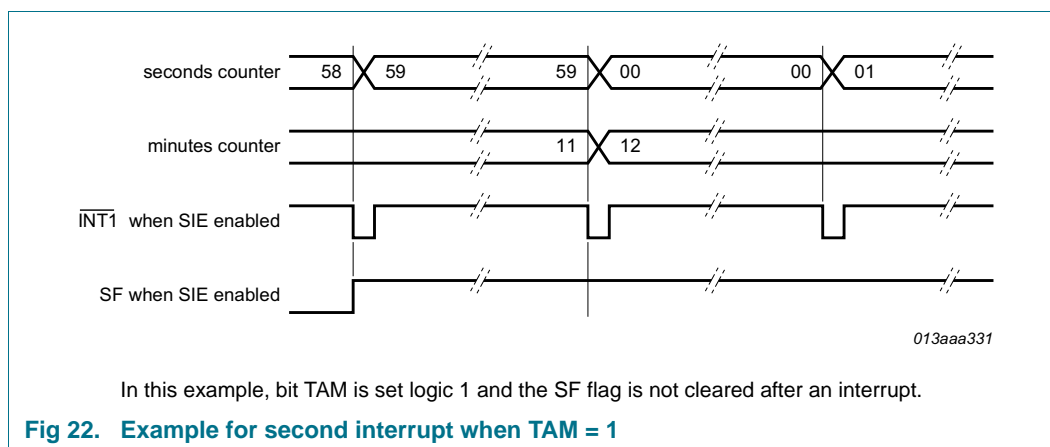 seconds counter 58 59 59 00 00 01
minutes counter 11 12
INT1 when SIE enabled
SF when SIE enabled
013aaa331
In this example, bit TAM is set logic 1 and the SF flag is not cleared after an interrupt.
Fig 22. Example for second interrupt when TAM = 1